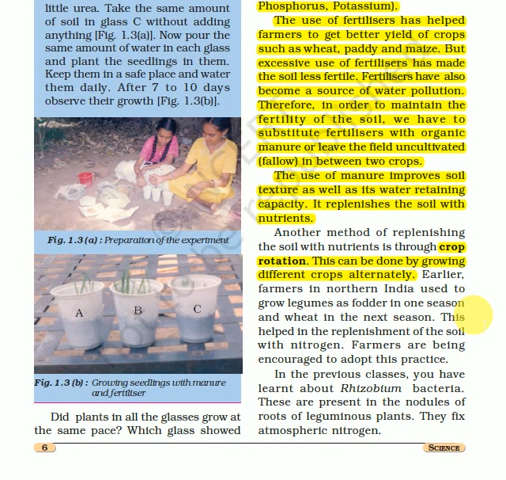 little urea. Take the same amount
of soil in glass C without adding
anything [Fig. 1.3(a)]. Now pour the
same amount of water in each glass
and plant the seedlings in them.
Keep them in a safe place and water
them daily. After 7 to 10 days
observe their growth [Fig. 1.3(b)].
Fig. 1.3 (a) : Preparation of the experiment
A
B
C
Fig. 1.3 (b) : Growing seedlings with manure
and fertiliser
Did plants in all the glasses grow at
the same pace? Which glass showed
Phosphorus, Potassium).
The use of fertilisers has helped
farmers to get better yield of crops
such as wheat, paddy and maize. But
excessive use of fertilisers has made
the soil less fertile. Fertilisers have also
become a source of water pollution.
Therefore, in order to maintain the
fertility of the soil, we have to
substitute fertilisers with organic
manure or leave the field uncultivated
(fallow) in between two crops.
The use of manure improves soil
texture as well as its water retaining
capacity. It replenishes the soil with
nutrients.
Another method of replenishing
the soil with nutrients is through crop
rotation. This can be done by growing
different crops alternately. Earlier,
farmers in northern India used to
grow legumes as fodder in one season
and wheat in the next season. This
helped in the replenishment of the soil
with nitrogen. Farmers are being
encouraged to adopt this practice.
In the previous classes, you have
learnt about Rhizobium bacteria.
These are present in the nodules of
roots of leguminous plants. They fix
atmospheric nitrogen.
6
SCIENCE